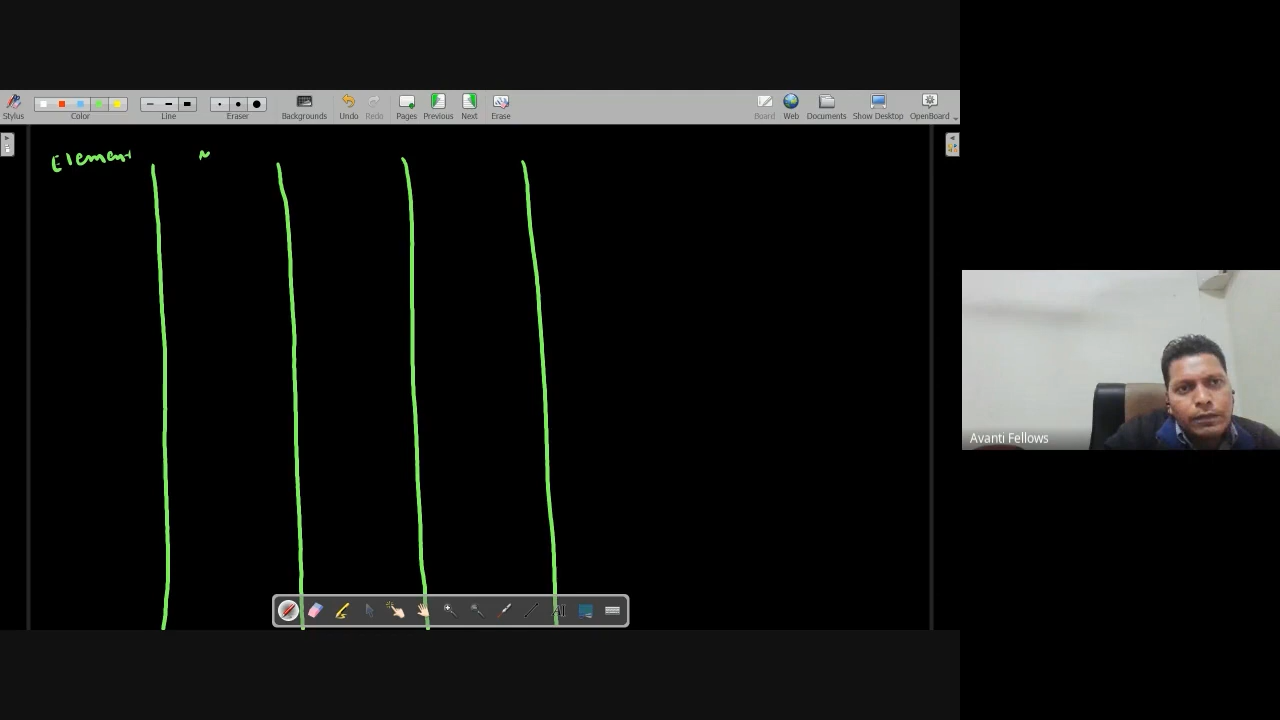 Stylus Color Line Eraser Backgrounds Undo Redo Pages Previous Next Erase Board Web Documents Show Desktop OpenBoard
Element
Avanti Fellows
AI